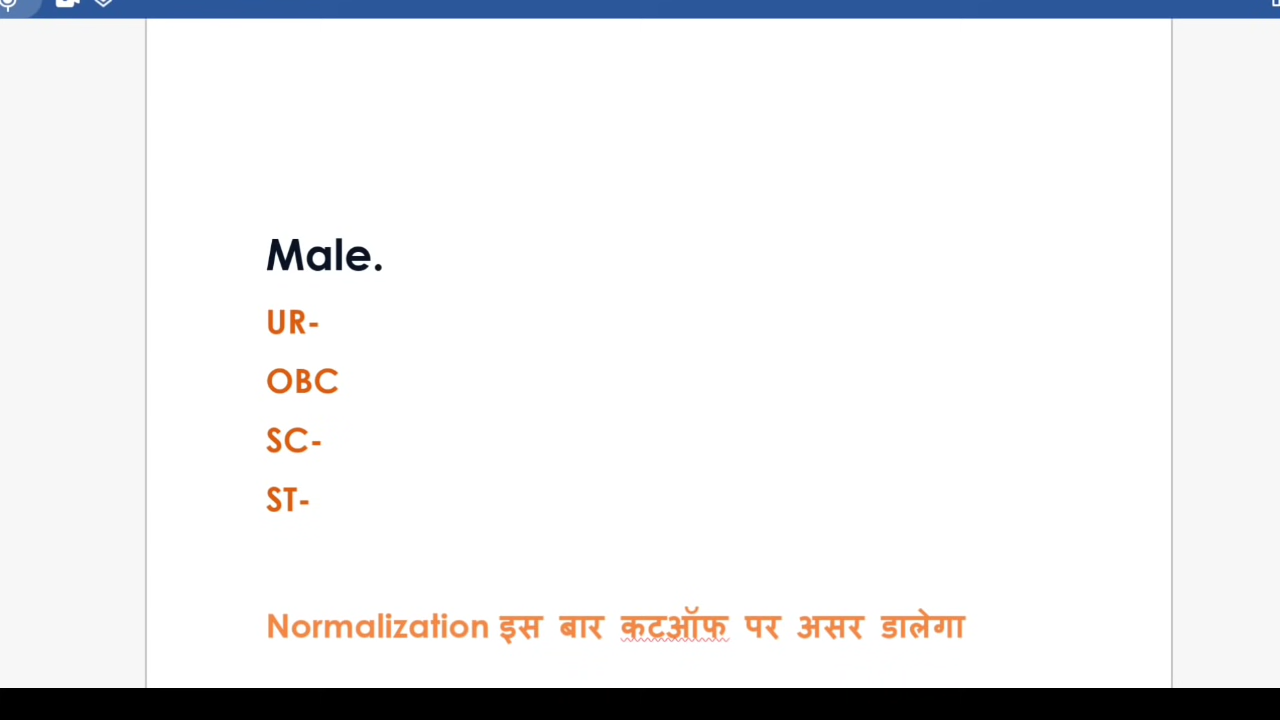 Male.
UR-
OBC
SC-
ST-
Normalization इस बार कटऑफ पर असर डालेगा